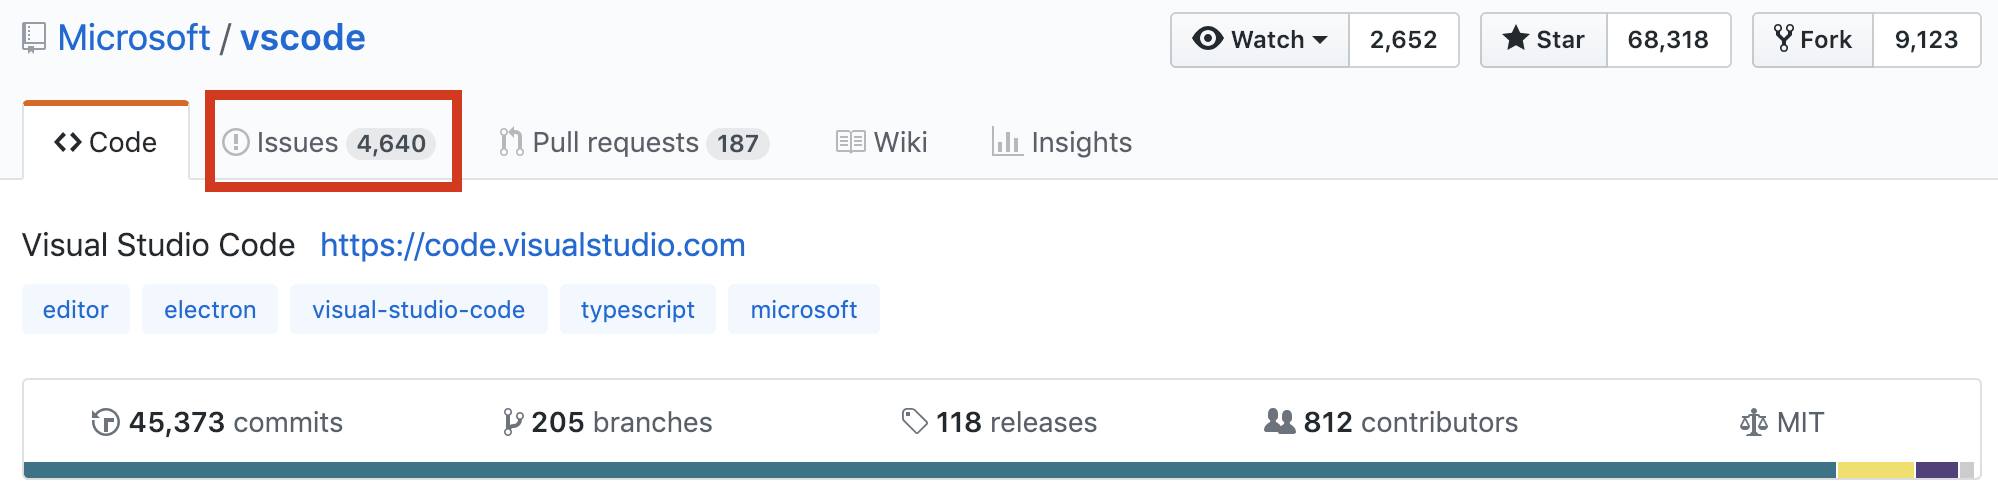 Microsoft / vscode Watch 2,652 Star 68,318 Fork 9,123
Code Issues 4,640 Pull requests 187 Wiki Insights
Visual Studio Code https://code.visualstudio.com
editor electron visual-studio-code typescript microsoft
45,373 commits 205 branches 118 releases 812 contributors MIT